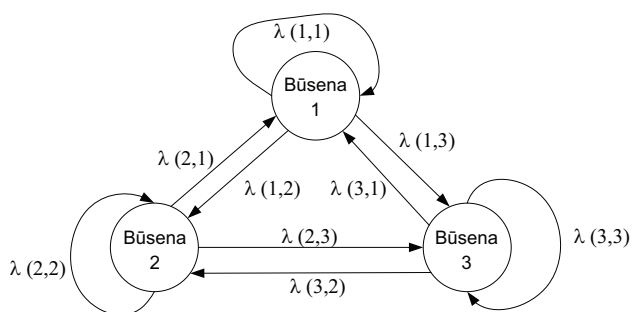 λ (1,1)
Būsena
1
λ (2,1)
λ (1,3)
λ (1,2)
λ (3,1)
Būsena
2
λ (2,3)
Būsena
3
λ (3,3)
λ (2,2)
λ (3,2)